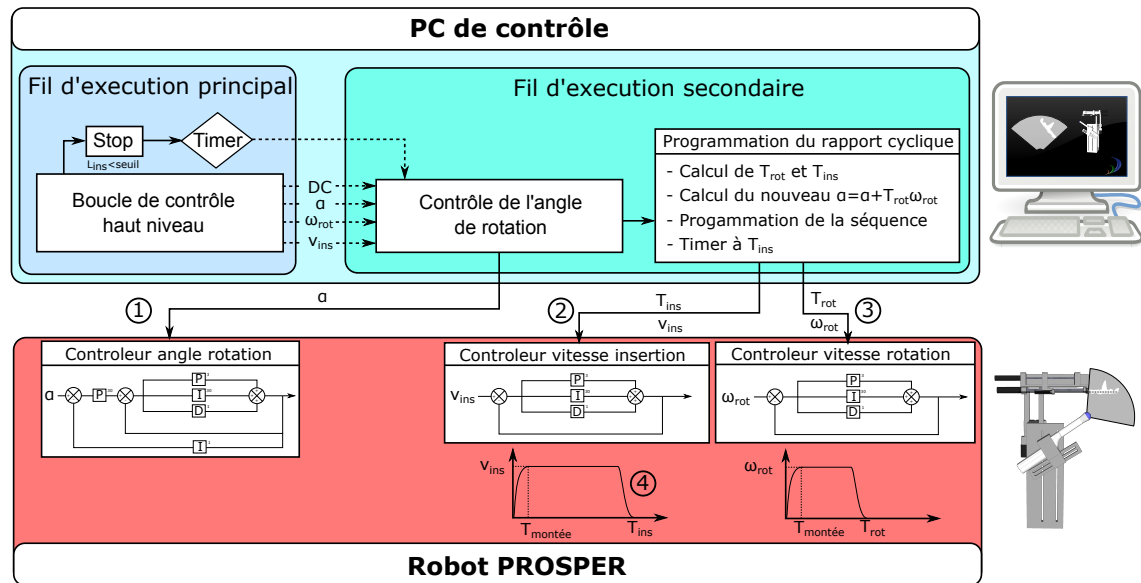 PC de contrôle
Fil d'execution principal
Stop
Timer
Lins<seuil
Boucle de contrôle
haut niveau
DC
α
ωrot
vins
Fil d'execution secondaire
Contrôle de l'angle
de rotation
Programmation du rapport cyclique
- Calcul de Trot et Tins
- Calcul du nouveau α=α+Trotωrot
- Progammation de la séquence
- Timer à Tins
1
α
2
Tins
vins
Trot
ωrot
3
Controleur angle rotation
α
P
P
I
D
I
Controleur vitesse insertion
vins
P
I
D
Controleur vitesse rotation
ωrot
P
I
D
vins
4
Tmontée
Tins
ωrot
Tmontée
Trot
Robot PROSPER